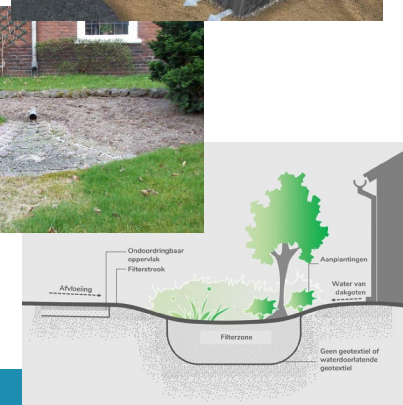 Ondoordringbaar
oppervlak
Filterstrook
Afvloeiing
Aanplantingen
Water van
dakgoten
Filterzone
Geen geotextiel of
waterdoorlatende
geotextiel